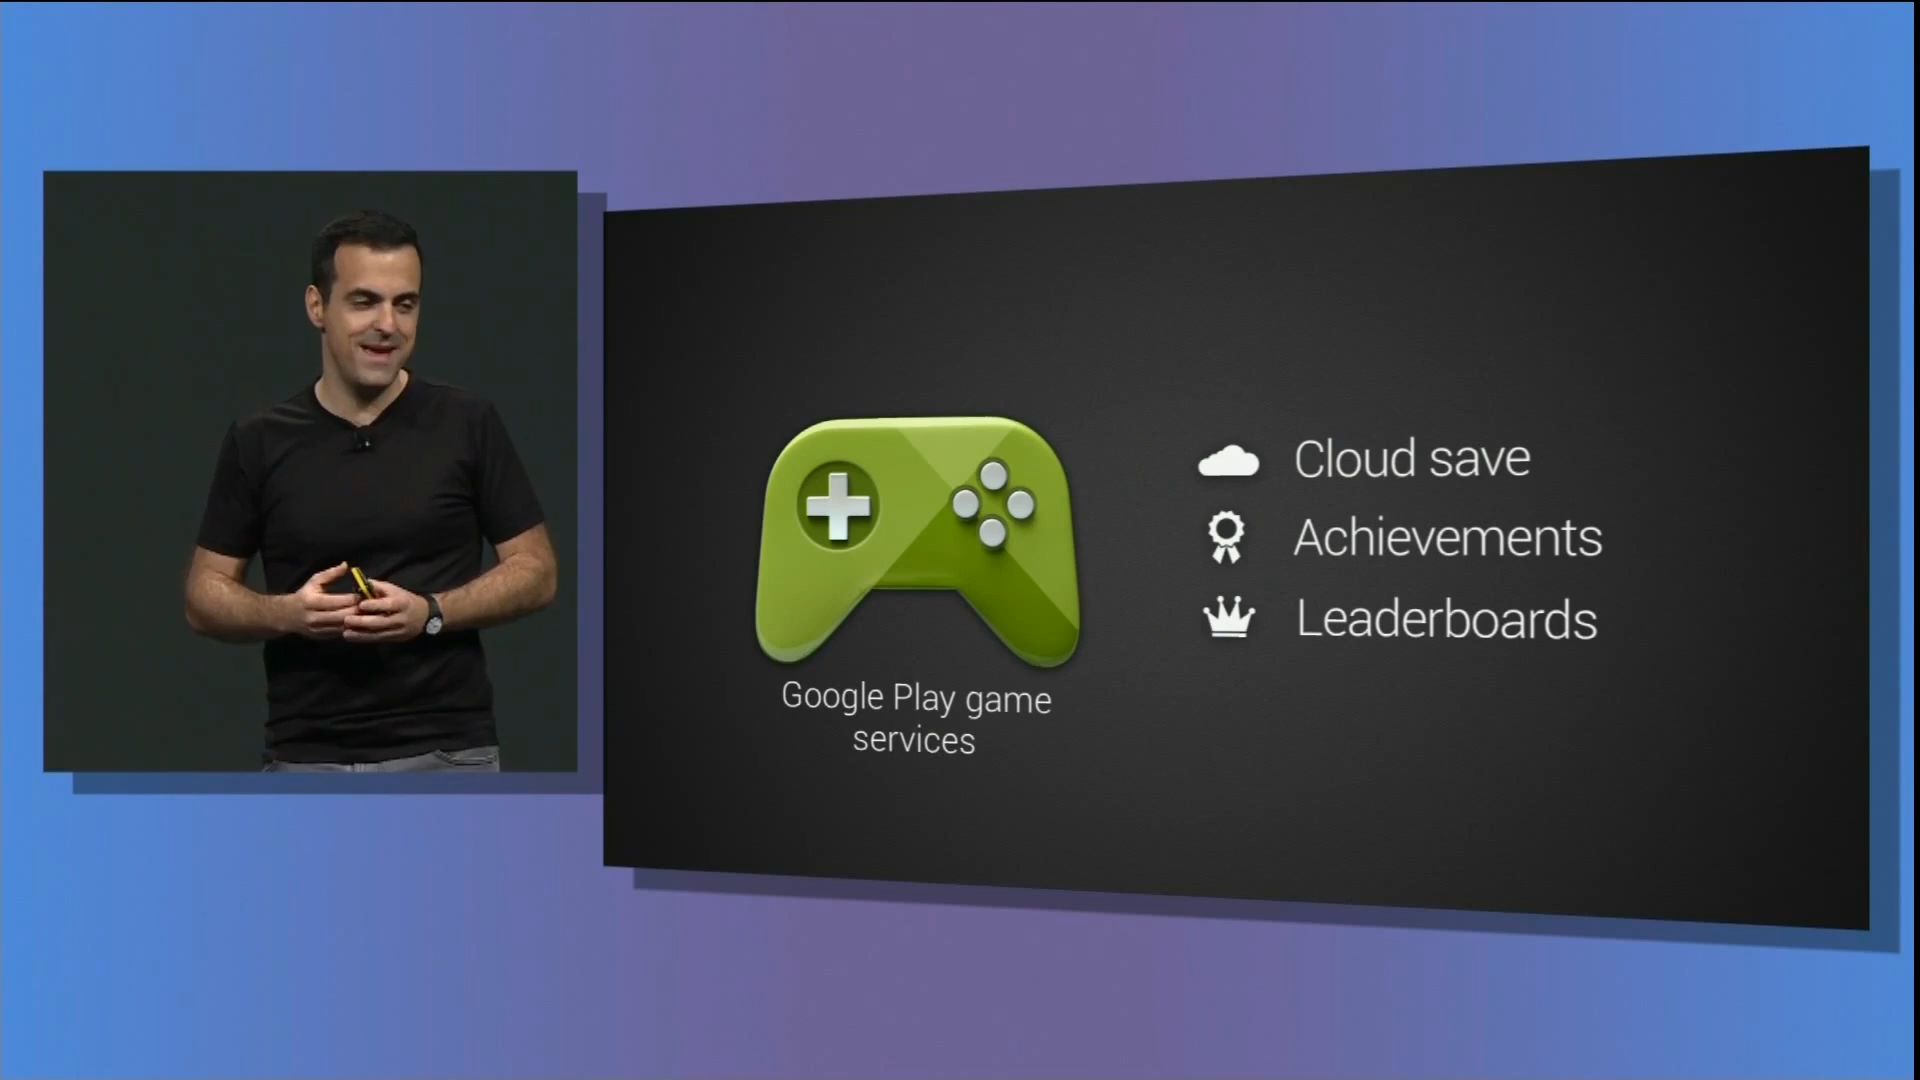 Cloud save
Achievements
Leaderboards
Google Play game
services